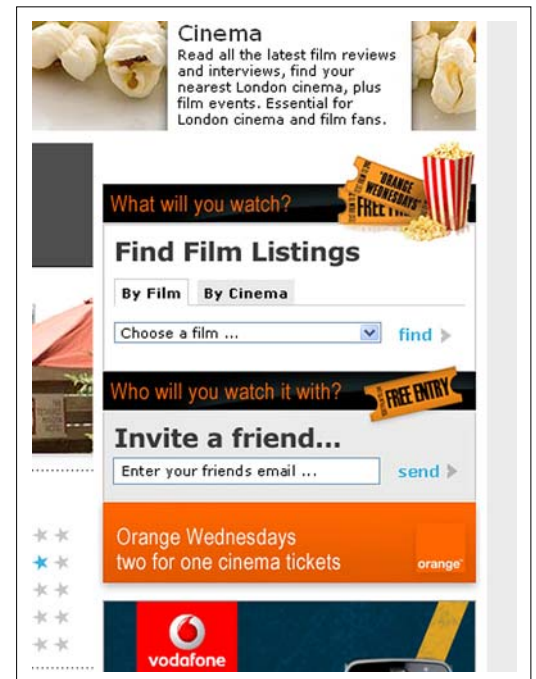 Cinema
Read all the latest film reviews
and interviews, find your
nearest London cinema, plus
film events. Essential for
London cinema and film fans.
"ORANGE
WEDNESDAYS"
What will you watch?
FREE
Find Film Listings
By Film By Cinema
Choose a film ... find
Who will you watch it with? FREE ENTRY
Invite a friend...
Enter your friends email ... send
Orange Wednesdays
two for one cinema tickets
orange
vodafone